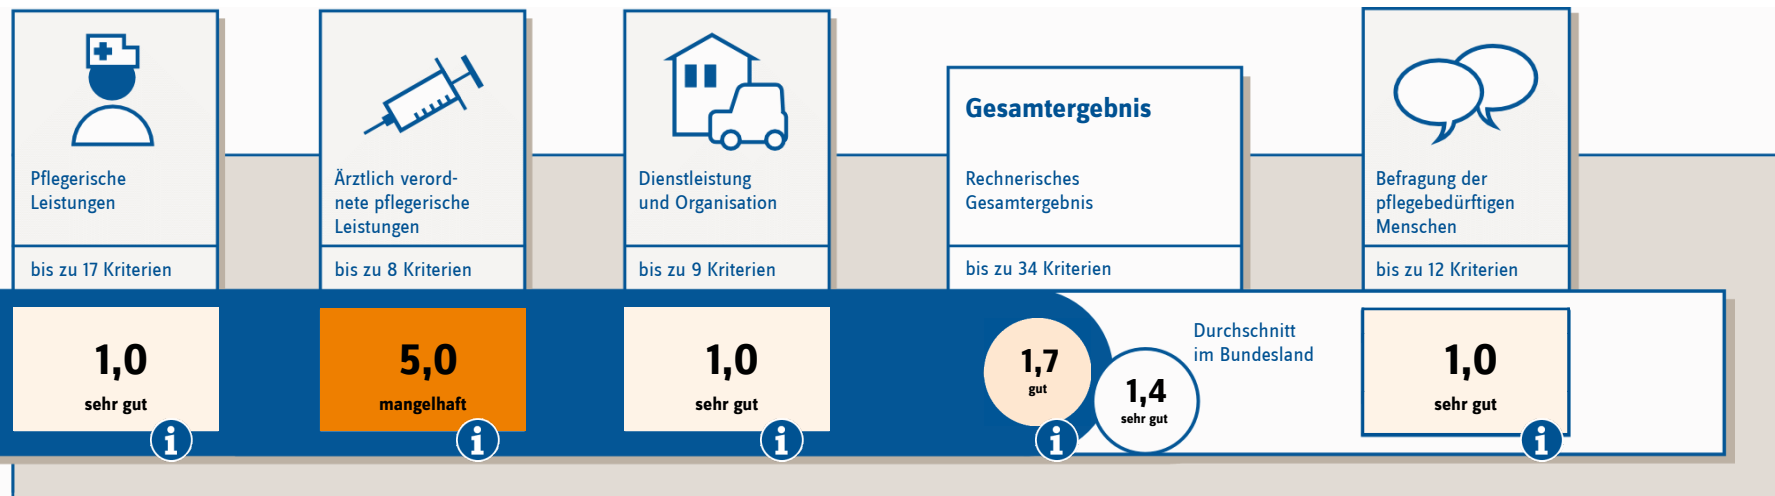 Pflegerische
Leistungen
bis zu 17 Kriterien
1,0
sehr gut
i
Ärztlich verord-
nete pflegerische
Leistungen
bis zu 8 Kriterien
5,0
mangelhaft
i
Dienstleistung
und Organisation
bis zu 9 Kriterien
1,0
sehr gut
i
Gesamtergebnis
Rechnerisches
Gesamtergebnis
bis zu 34 Kriterien
1,7
gut
i
Durchschnitt
im Bundesland
1,4
sehr gut
Befragung der
pflegebedürftigen
Menschen
bis zu 12 Kriterien
1,0
sehr gut
i